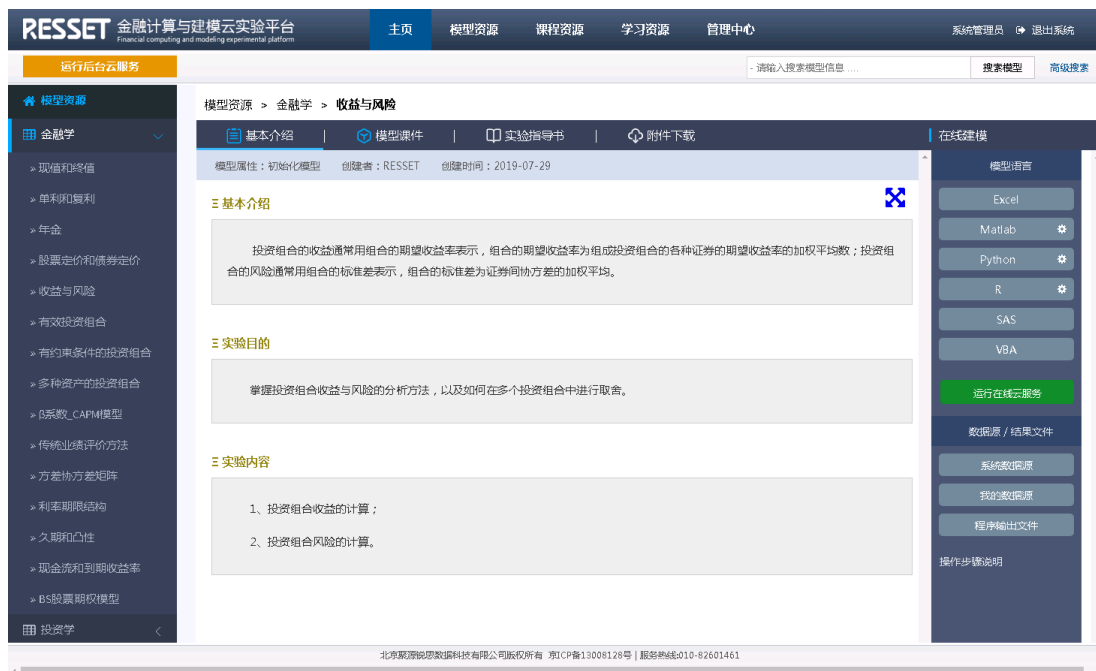 RESSET 金融计算与建模云实验平台
Financial computing and modeling experimental platform
主页 模型资源 课程资源 学习资源 管理中心
系统管理员 退出系统
运行后台云服务
- 请输入搜索模型信息 ....
搜索模型 高级搜索
模型资源
金融学
» 现值和终值
» 单利和复利
» 年金
» 股票定价和债券定价
» 收益与风险
» 有效投资组合
» 有约束条件的投资组合
» 多种资产的投资组合
» β系数_CAPM模型
» 传统业绩评价方法
» 方差协方差矩阵
» 利率期限结构
» 久期和凸性
» 现金流和到期收益率
» BS股票期权模型
投资学
模型资源 > 金融学 > 收益与风险
基本介绍 | 模型课件 | 实验指导书 | 附件下载
模型属性：初始化模型 创建者：RESSET 创建时间：2019-07-29
基本介绍
投资组合的收益通常用组合的期望收益率表示，组合的期望收益率为组成投资组合的各种证券的期望收益率的加权平均数；投资组
合的风险通常用组合的标准差表示，组合的标准差为证券间协方差的加权平均。
实验目的
掌握投资组合收益与风险的分析方法，以及如何在多个投资组合中进行取舍。
实验内容
1、投资组合收益的计算；
2、投资组合风险的计算。
在线建模
模型语言
Excel
Matlab
Python
R
SAS
VBA
运行在线云服务
数据源 / 结果文件
系统数据源
我的数据源
程序输出文件
操作步骤说明
北京聚源锐思数据科技有限公司版权所有 京ICP备13008128号 | 服务热线:010-82601461